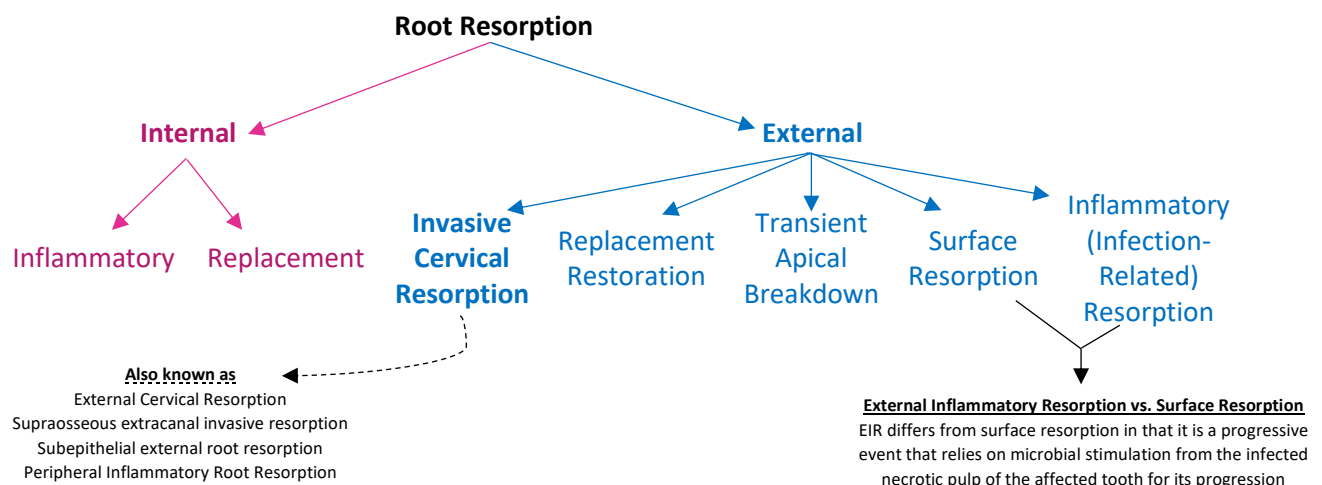 Root Resorption
Internal
External
Inflammatory
Replacement
Invasive
Cervical
Resorption
Replacement
Restoration
Transient
Apical
Breakdown
Surface
Resorption
Inflammatory
(Infection-
Related)
Resorption
Also known as
External Cervical Resorption
Supraosseous extracanal invasive resorption
Subepithelial external root resorption
Peripheral Inflammatory Root Resorption
External Inflammatory Resorption vs. Surface Resorption
EIR differs from surface resorption in that it is a progressive
event that relies on microbial stimulation from the infected
necrotic pulp of the affected tooth for its progression